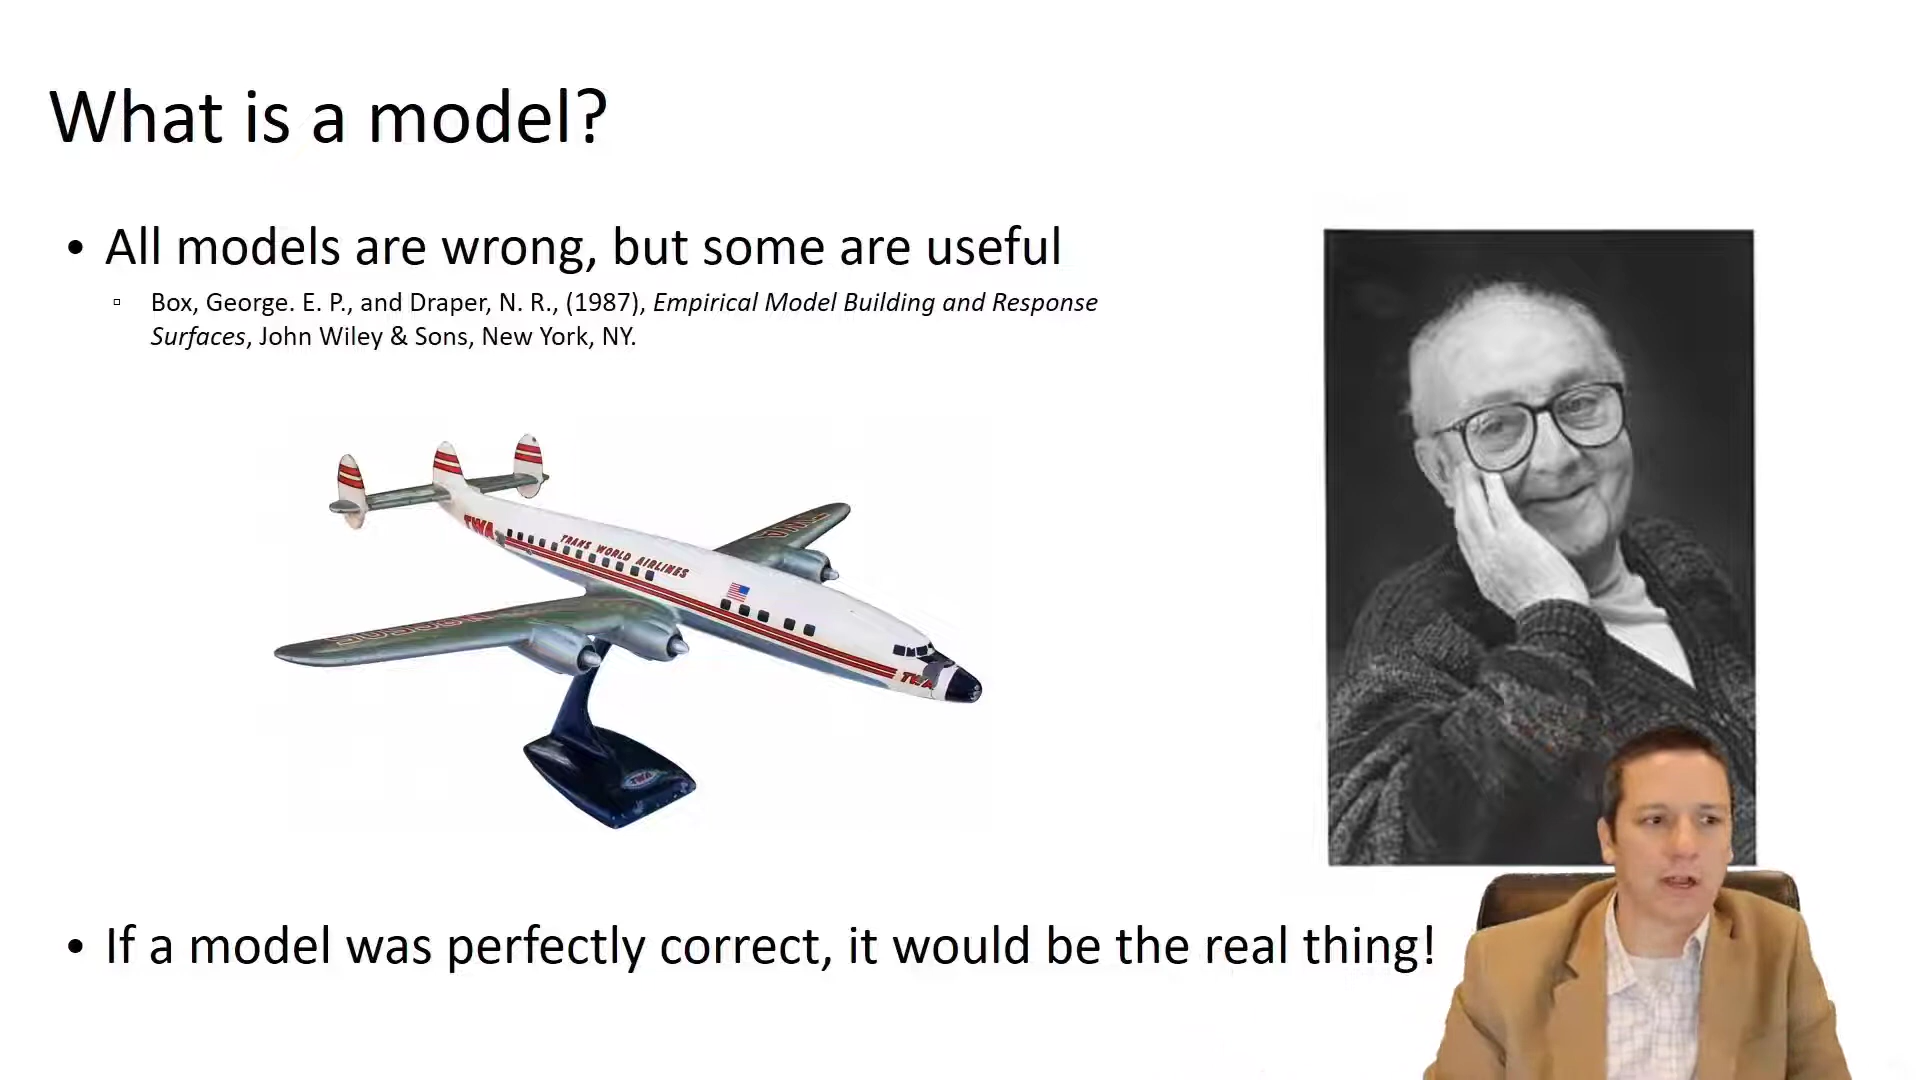 What is a model?
• All models are wrong, but some are useful
▫ Box, George. E. P., and Draper, N. R., (1987), Empirical Model Building and Response
Surfaces, John Wiley & Sons, New York, NY.
TWA
TRANS WORLD AIRLINES
TWA
TWA
• If a model was perfectly correct, it would be the real thing!